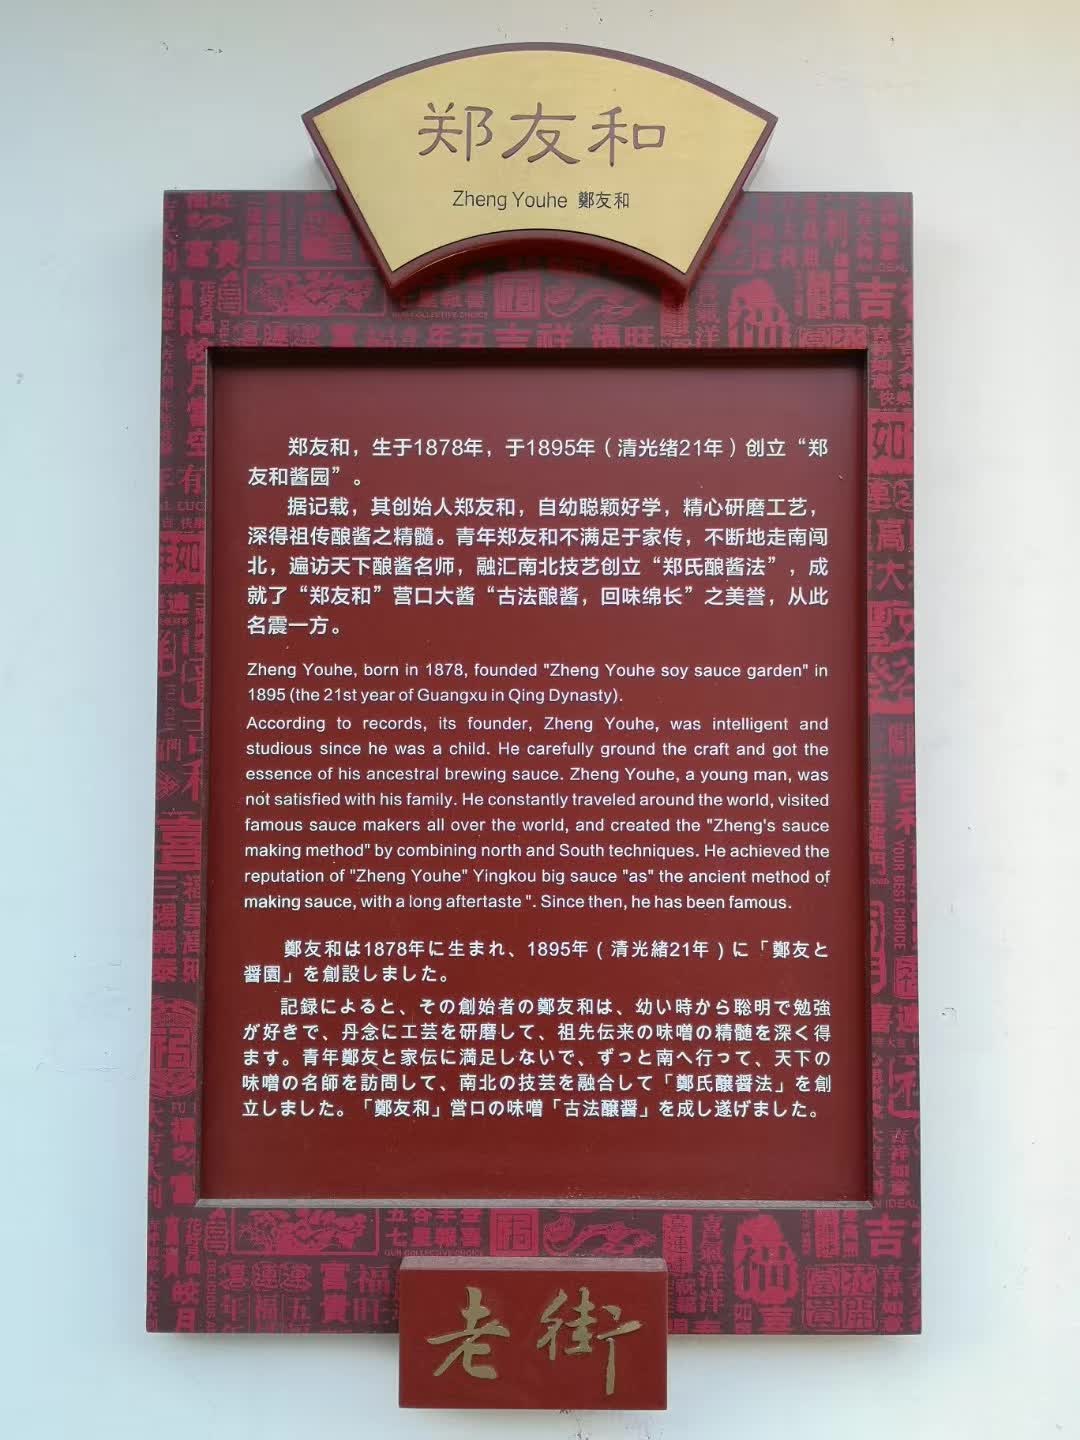 郑友和
Zheng Youhe 鄭友和
郑友和，生于1878年，于1895年（清光绪21年）创立“郑
友和酱园”。
据记载，其创始人郑友和，自幼聪颖好学，精心研磨工艺，
深得祖传酿酱之精髓。青年郑友和不满足于家传，不断地走南闯
北，遍访天下酿酱名师，融汇南北技艺创立“郑氏酿酱法”，成
就了“郑友和”营口大酱“古法酿酱，回味绵长”之美誉，从此
名震一方。
Zheng Youhe, born in 1878, founded "Zheng Youhe soy sauce garden" in
1895 (the 21st year of Guangxu in Qing Dynasty).
According to records, its founder, Zheng Youhe, was intelligent and
studious since he was a child. He carefully ground the craft and got the
essence of his ancestral brewing sauce. Zheng Youhe, a young man, was
not satisfied with his family. He constantly traveled around the world, visited
famous sauce makers all over the world, and created the "Zheng's sauce
making method" by combining north and South techniques. He achieved the
reputation of "Zheng Youhe" Yingkou big sauce "as" the ancient method of
making sauce, with a long aftertaste ". Since then, he has been famous.
鄭友和は1878年に生まれ、1895年（清光緒21年）に「鄭友と
醤園」を創設しました。
記録によると、その創始者の鄭友和は、幼い時から聡明で勉強
が好きで、丹念に工芸を研磨して、祖先伝来の味噌の精髄を深く得
ます。青年鄭友と家伝に満足しないで、ずっと南へ行って、天下の
味噌の名師を訪問して、南北の技芸を融合して「鄭氏醸醤法」を創
立しました。「鄭友和」営口の味噌「古法醸醤」を成し遂げました。
老街